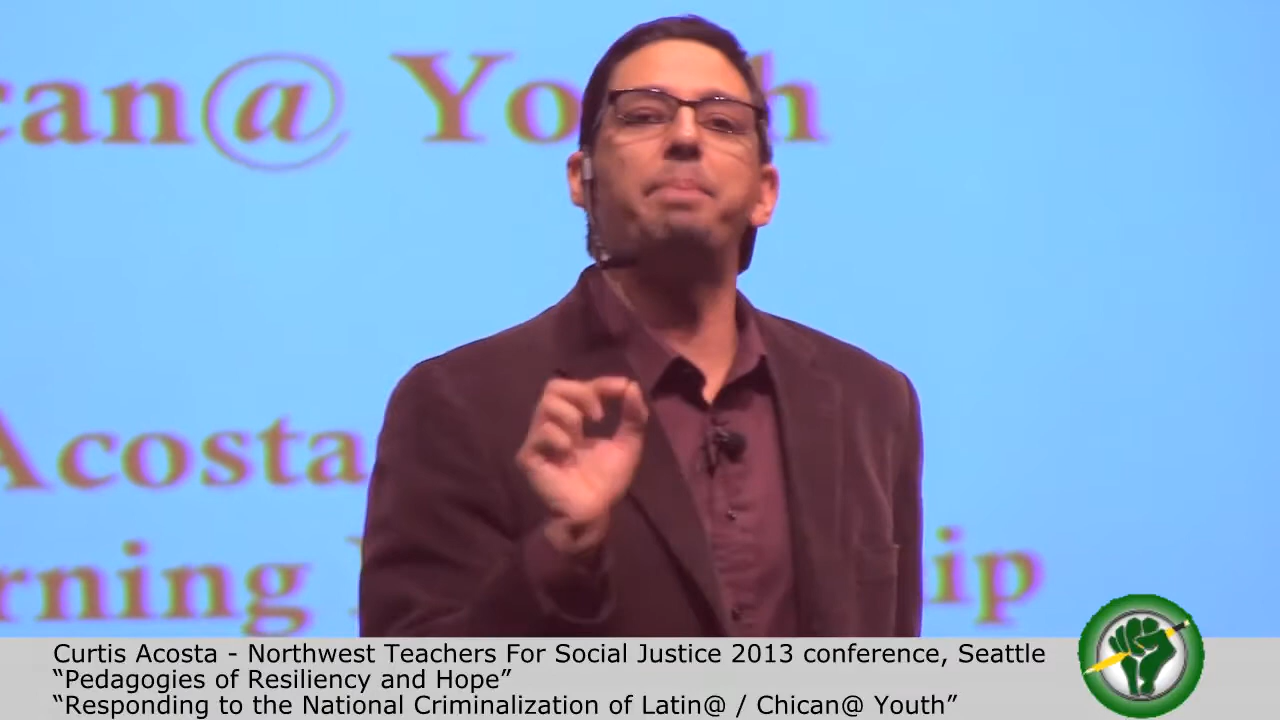 can@ Yo h
Acosta
rning
ip
Curtis Acosta - Northwest Teachers For Social Justice 2013 conference, Seattle
“Pedagogies of Resiliency and Hope”
“Responding to the National Criminalization of Latin@ / Chican@ Youth”